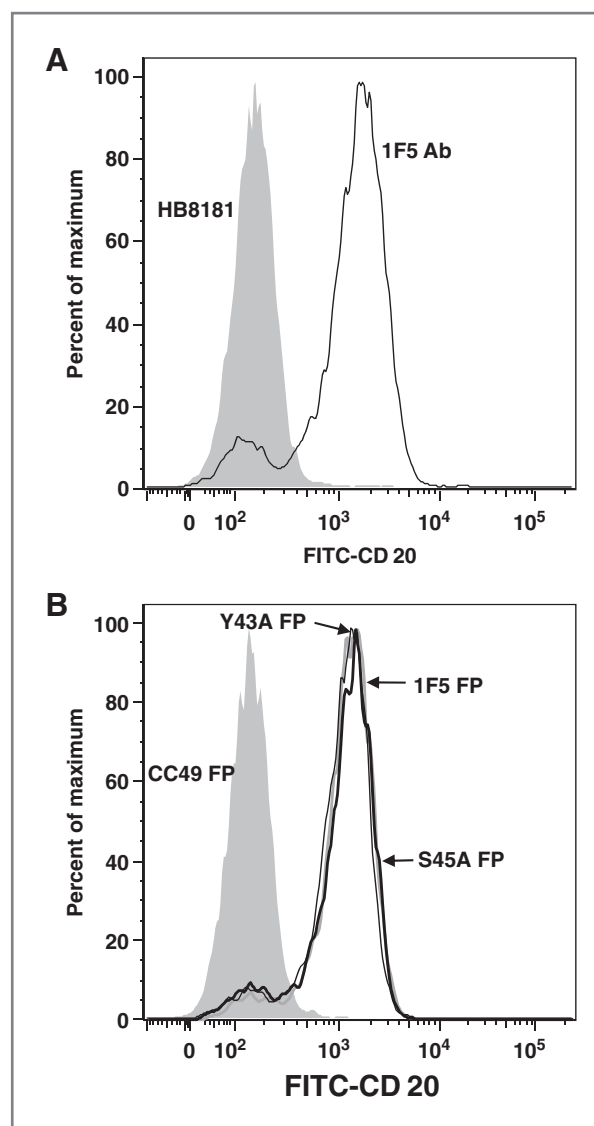 A
100
80
60
40
20
0
Percent of maximum
HB8181
1F5 Ab
0 10² 10³ 10⁴ 10⁵
FITC-CD 20
B
100
80
60
40
20
0
Percent of maximum
Y43A FP
1F5 FP
CC49 FP
S45A FP
0 10² 10³ 10⁴ 10⁵
FITC-CD 20